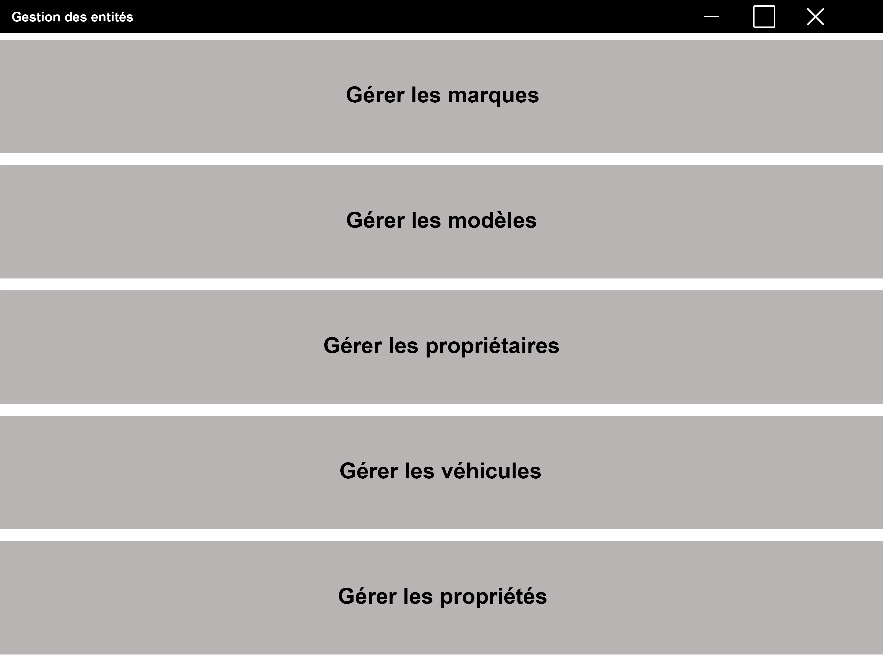 Gestion des entités
Gérer les marques
Gérer les modèles
Gérer les propriétaires
Gérer les véhicules
Gérer les propriétés